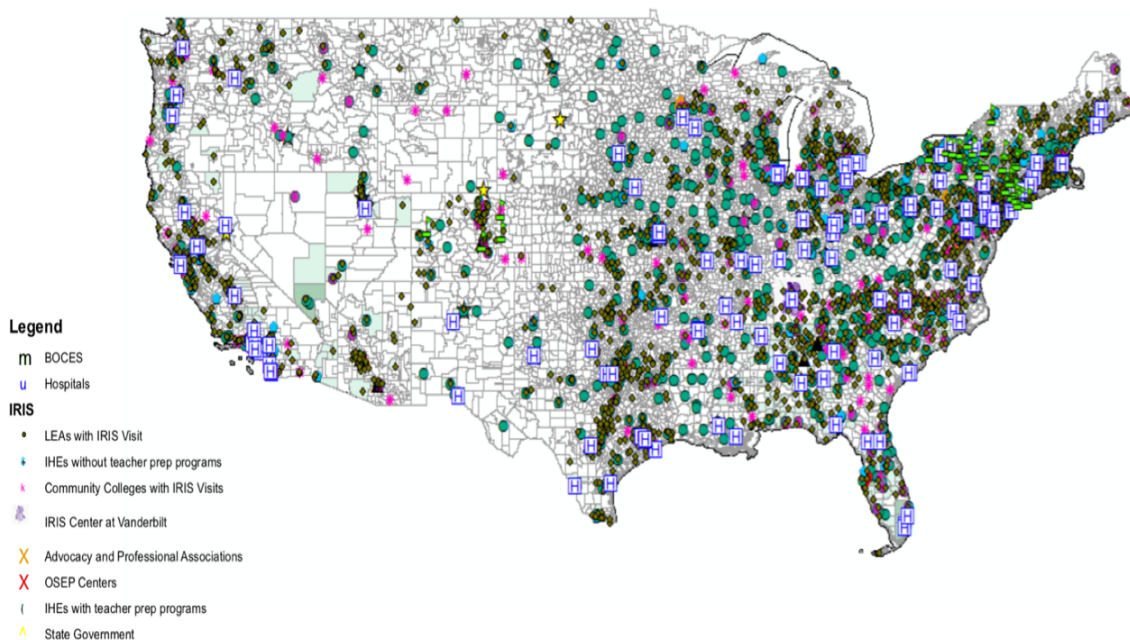 Legend
m BOCES
u Hospitals
IRIS
LEAs with IRIS Visit
IHEs without teacher prep programs
k Community Colleges with IRIS Visits
IRIS Center at Vanderbilt
X Advocacy and Professional Associations
X OSEP Centers
( IHEs with teacher prep programs
^ State Government